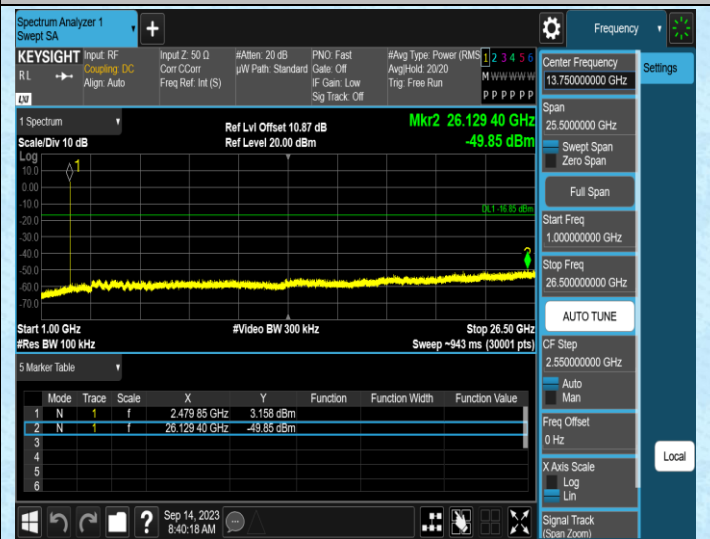 Spectrum Analyzer 1
Swept SA
Frequency
KEYSIGHT
RL
LXI
Input: RF
Coupling: DC
Align: Auto
Input Z: 50 Ω
Corr CCorr
Freq Ref: Int (S)
#Atten: 20 dB
µW Path: Standard
PNO: Fast
Gate: Off
IF Gain: Low
Sig Track: Off
#Avg Type: Power (RMS
Avg|Hold: 20/20
Trig: Free Run
1 2 3 4 5 6
M W W W W W
P P P P P P
1 Spectrum
Scale/Div 10 dB
Ref Lvl Offset 10.87 dB
Ref Level 20.00 dBm
Mkr2 26.129 40 GHz
-49.85 dBm
Log
10.0
0.00
-10.0
-20.0
-30.0
-40.0
-50.0
-60.0
-70.0
1
DL1 -16.85 dBm
2
Start 1.00 GHz
#Res BW 100 kHz
#Video BW 300 kHz
Stop 26.50 GHz
Sweep ~943 ms (30001 pts)
5 Marker Table
Mode Trace Scale X Y Function Function Width Function Value
1 N 1 f 2.479 85 GHz 3.158 dBm
2 N 1 f 26.129 40 GHz -49.85 dBm
3
4
5
6
Sep 14, 2023
8:40:18 AM
Center Frequency
13.750000000 GHz
Span
25.5000000 GHz
Swept Span
Zero Span
Full Span
Start Freq
1.000000000 GHz
Stop Freq
26.500000000 GHz
AUTO TUNE
CF Step
2.550000000 GHz
Auto
Man
Freq Offset
0 Hz
X Axis Scale
Log
Lin
Signal Track
(Span Zoom)
Settings
Local